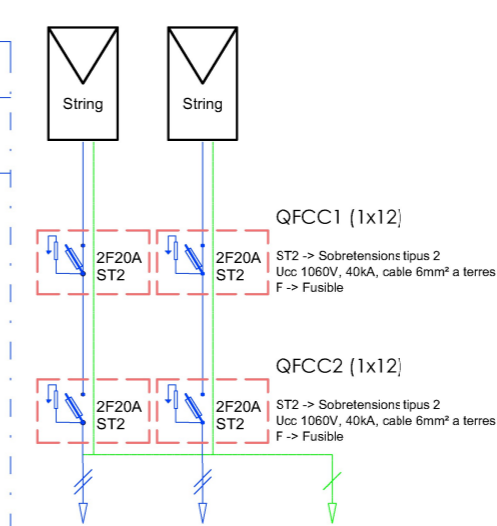 String
String
QFCC1 (1x12)
2F20A
ST2
2F20A
ST2
ST2 -> Sobretensions tipus 2
Ucc 1060V, 40kA, cable 6mm² a terres
F -> Fusible
QFCC2 (1x12)
2F20A
ST2
2F20A
ST2
ST2 -> Sobretensions tipus 2
Ucc 1060V, 40kA, cable 6mm² a terres
F -> Fusible